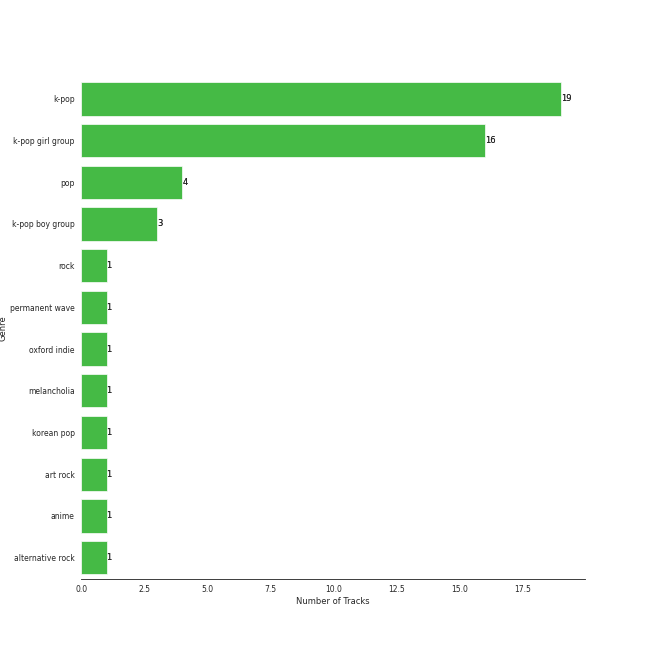 k-pop 19
k-pop girl group 16
pop 4
k-pop boy group 3
rock 1
permanent wave 1
oxford indie 1
melancholia 1
korean pop 1
art rock 1
anime 1
alternative rock 1
Genre
0.0 2.5 5.0 7.5 10.0 12.5 15.0 17.5
Number of Tracks